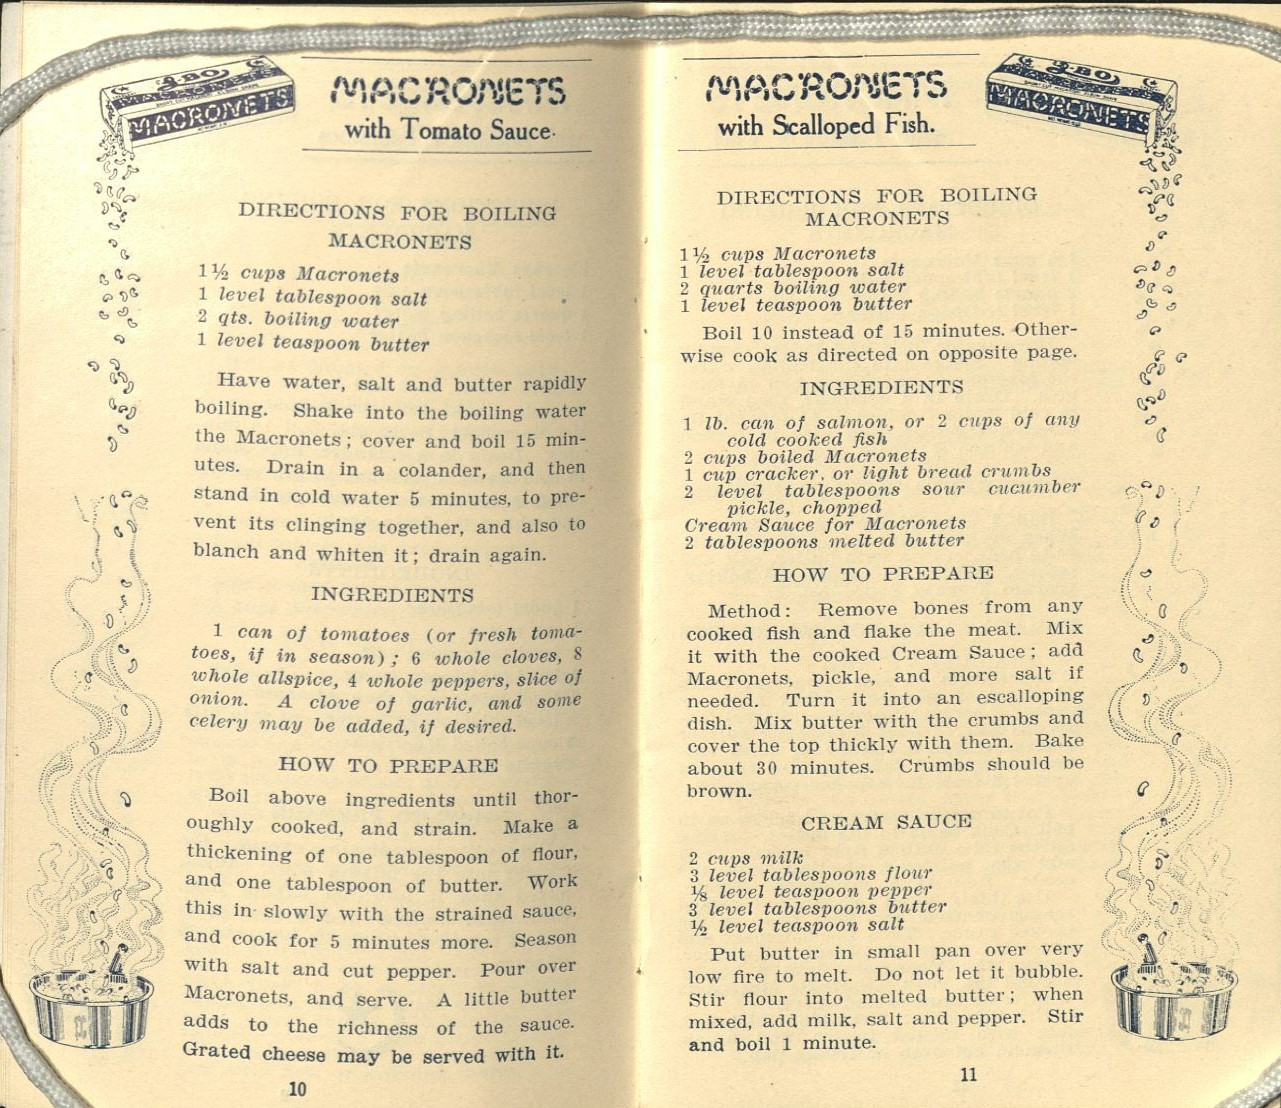 2-BO
MACRONETS
MACRONETS
MACRONETS
with Tomato Sauce.
DIRECTIONS FOR BOILING
MACRONETS
1½ cups Macronets
1 level tablespoon salt
2 qts. boiling water
1 level teaspoon butter
Have water, salt and butter rapidly
boiling. Shake into the boiling water
the Macronets; cover and boil 15 min-
utes. Drain in a colander, and then
stand in cold water 5 minutes, to pre-
vent its clinging together, and also to
blanch and whiten it; drain again.
INGREDIENTS
1 can of tomatoes (or fresh toma-
toes, if in season); 6 whole cloves, 8
whole allspice, 4 whole peppers, slice of
onion. A clove of garlic, and some
celery may be added, if desired.
HOW TO PREPARE
Boil above ingredients until thor-
oughly cooked, and strain. Make a
thickening of one tablespoon of flour,
and one tablespoon of butter. Work
this in slowly with the strained sauce,
and cook for 5 minutes more. Season
with salt and cut pepper. Pour over
Macronets, and serve. A little butter
adds to the richness of the sauce.
Grated cheese may be served with it.
10
MACRONETS
with Scalloped Fish.
2-BO
MACRONETS
MACRONETS
DIRECTIONS FOR BOILING
MACRONETS
1½ cups Macronets
1 level tablespoon salt
2 quarts boiling water
1 level teaspoon butter
Boil 10 instead of 15 minutes. Other-
wise cook as directed on opposite page.
INGREDIENTS
1 lb. can of salmon, or 2 cups of any
cold cooked fish
2 cups boiled Macronets
1 cup cracker, or light bread crumbs
2 level tablespoons sour cucumber
pickle, chopped
Cream Sauce for Macronets
2 tablespoons melted butter
HOW TO PREPARE
Method: Remove bones from any
cooked fish and flake the meat. Mix
it with the cooked Cream Sauce; add
Macronets, pickle, and more salt if
needed. Turn it into an escalloping
dish. Mix butter with the crumbs and
cover the top thickly with them. Bake
about 30 minutes. Crumbs should be
brown.
CREAM SAUCE
2 cups milk
3 level tablespoons flour
⅛ level teaspoon pepper
3 level tablespoons butter
½ level teaspoon salt
Put butter in small pan over very
low fire to melt. Do not let it bubble.
Stir flour into melted butter; when
mixed, add milk, salt and pepper. Stir
and boil 1 minute.
11